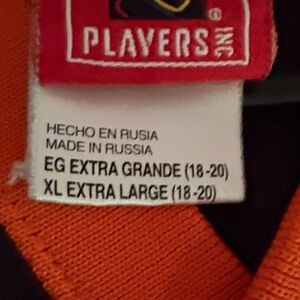 PLAYERS INC
®
HECHO EN RUSIA
MADE IN RUSSIA
EG EXTRA GRANDE (18-20)
XL EXTRA LARGE (18-20)